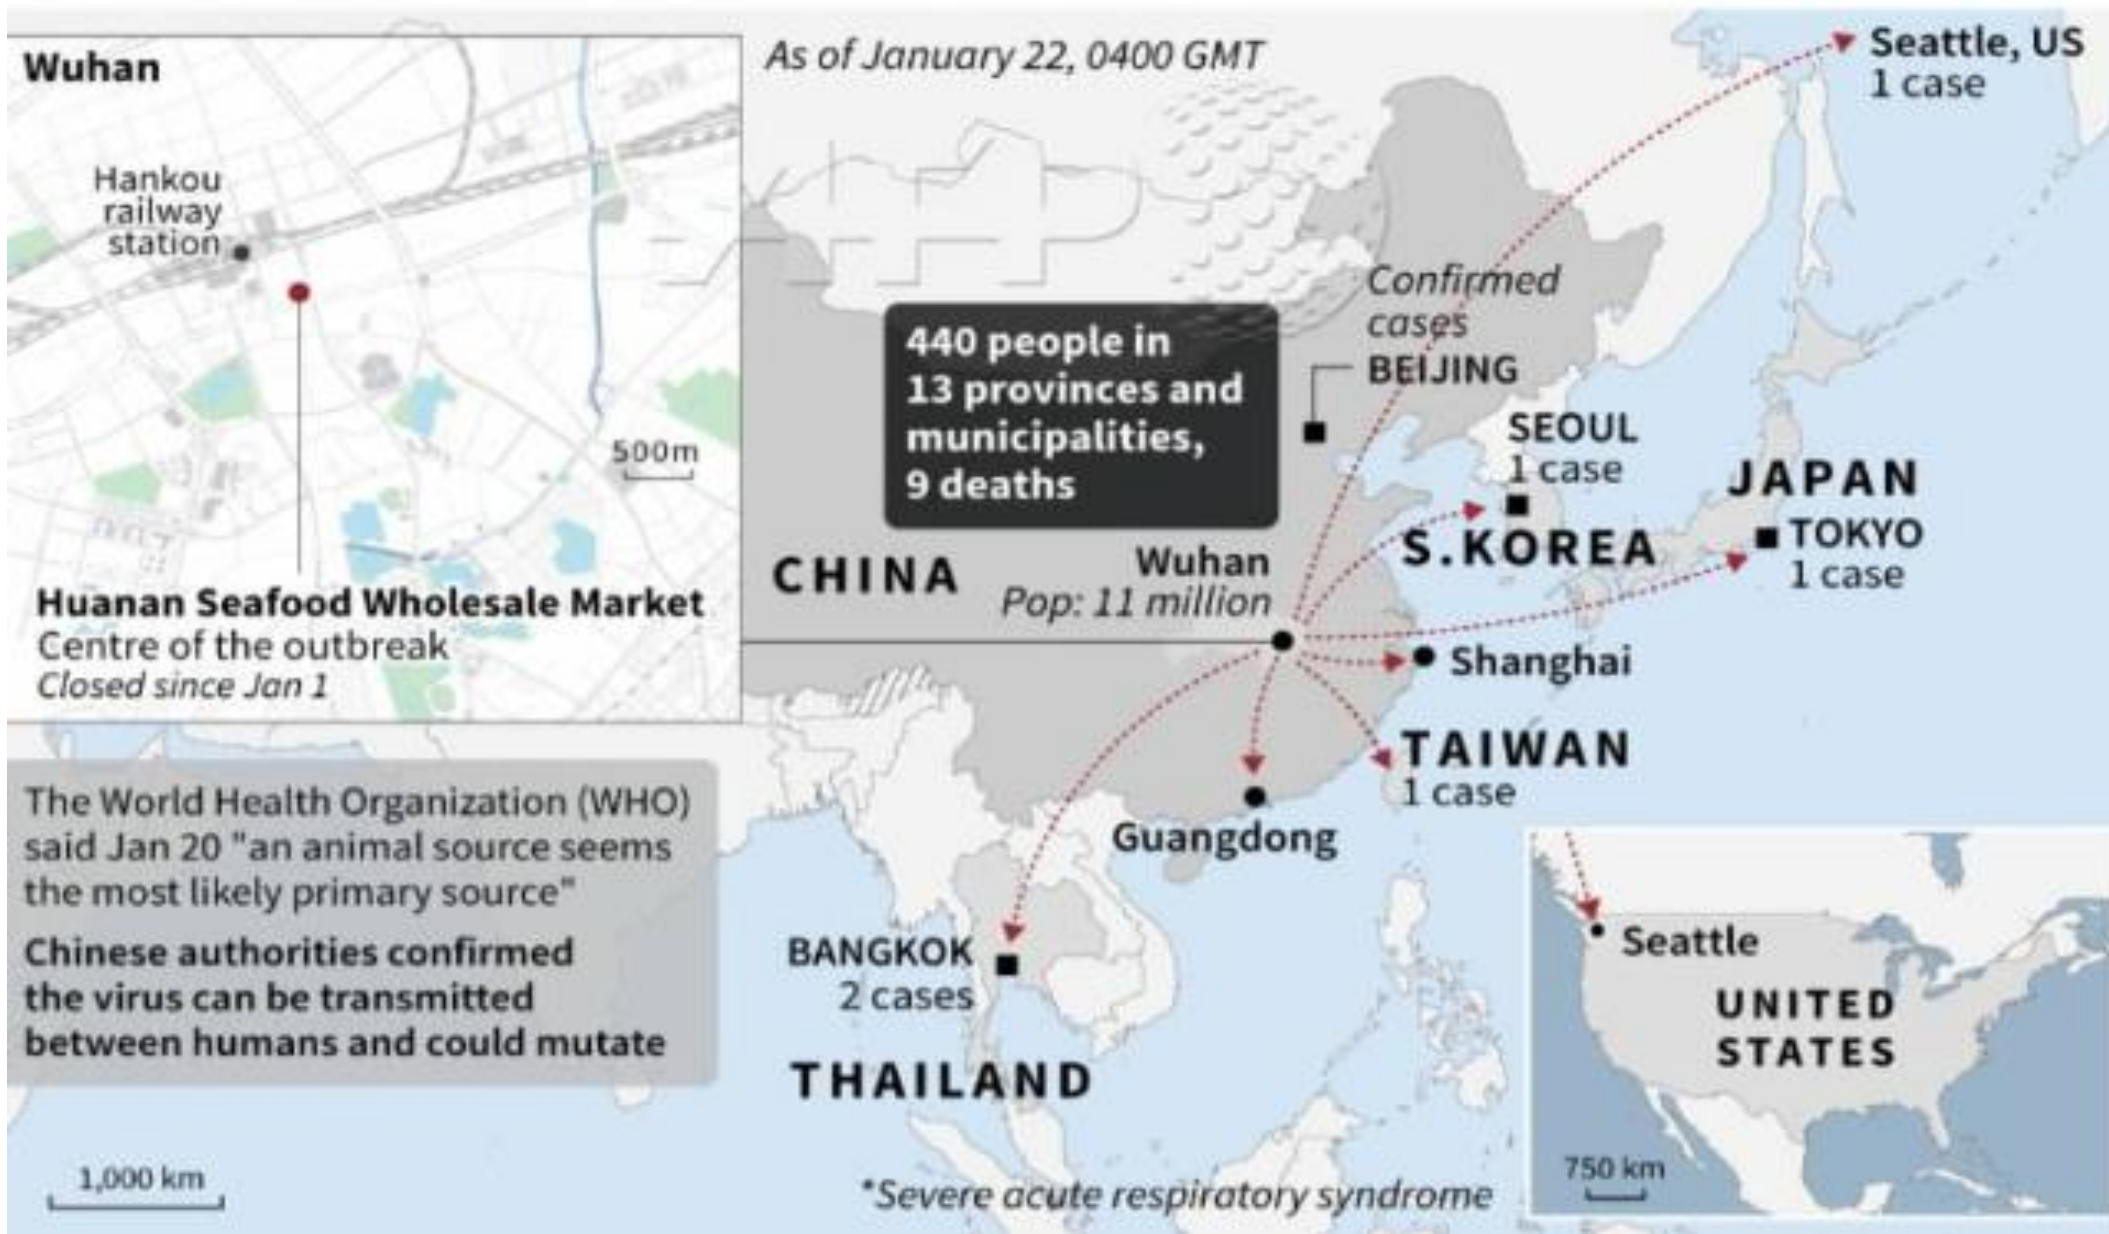 Wuhan
Hankou
railway
station
500m
Huanan Seafood Wholesale Market
Centre of the outbreak
Closed since Jan 1
The World Health Organization (WHO)
said Jan 20 "an animal source seems
the most likely primary source"
Chinese authorities confirmed
the virus can be transmitted
between humans and could mutate
1,000 km
As of January 22, 0400 GMT
Seattle, US
1 case
440 people in
13 provinces and
municipalities,
9 deaths
Confirmed
cases
BEIJING
SEOUL
1 case
S.KOREA
JAPAN
TOKYO
1 case
CHINA
Wuhan
Pop: 11 million
Shanghai
TAIWAN
1 case
Guangdong
BANGKOK
2 cases
THAILAND
*Severe acute respiratory syndrome
Seattle
UNITED
STATES
750 km